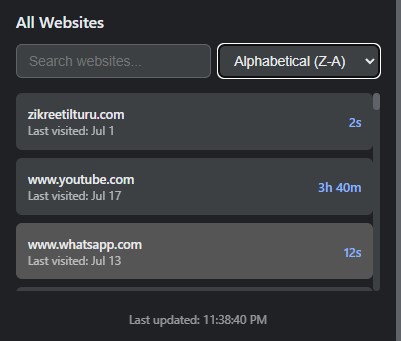 All Websites
Search websites...
Alphabetical (Z-A)
zikreetilturu.com
Last visited: Jul 1
2s
www.youtube.com
Last visited: Jul 17
3h 40m
www.whatsapp.com
Last visited: Jul 13
12s
Last updated: 11:38:40 PM